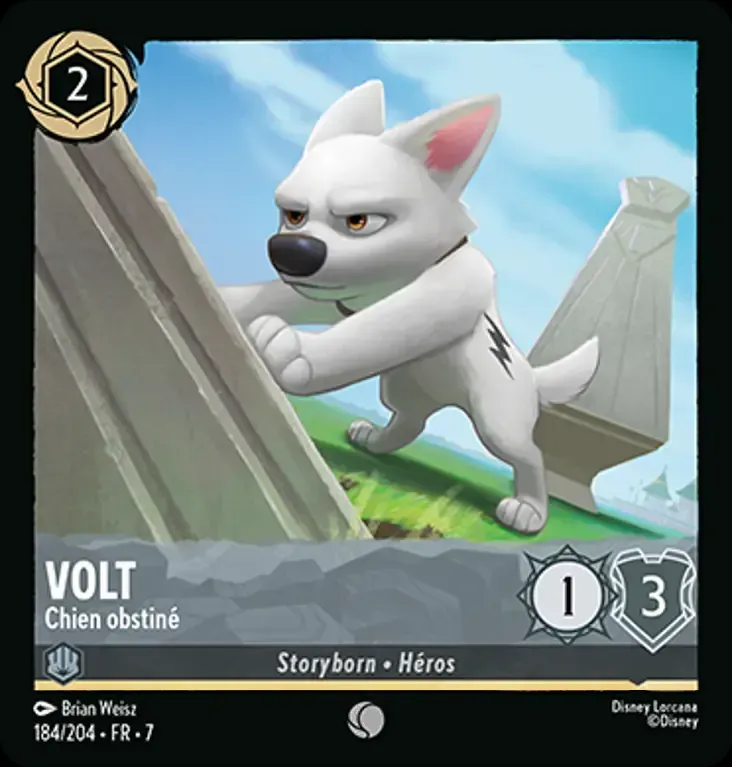 2
VOLT
Chien obstiné
1
3
Storyborn • Héros
Brian Weisz
184/204 • FR • 7
Disney Lorcana
©Disney